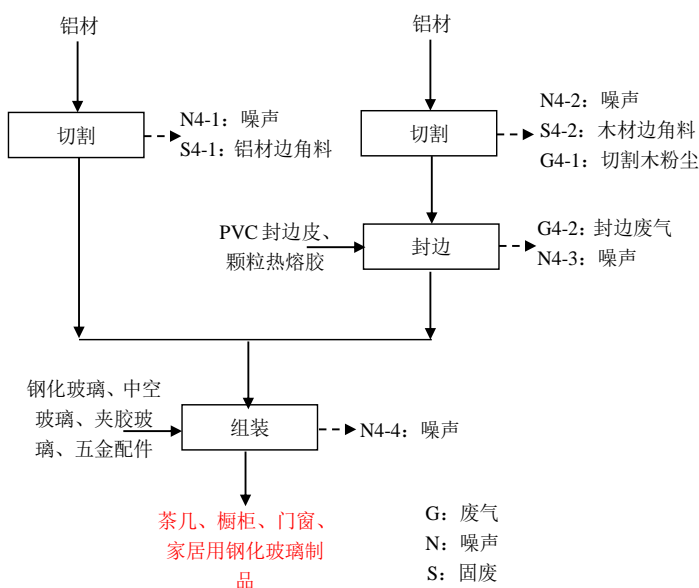 铝材
铝材
切割
N4-1：噪声
S4-1：铝材边角料
切割
N4-2：噪声
S4-2：木材边角料
G4-1：切割木粉尘
PVC 封边皮、
颗粒热熔胶
封边
G4-2：封边废气
N4-3：噪声
钢化玻璃、中空
玻璃、夹胶玻
璃、五金配件
组装
N4-4：噪声
茶几、橱柜、门窗、
家居用钢化玻璃制
品
G：废气
N：噪声
S：固废